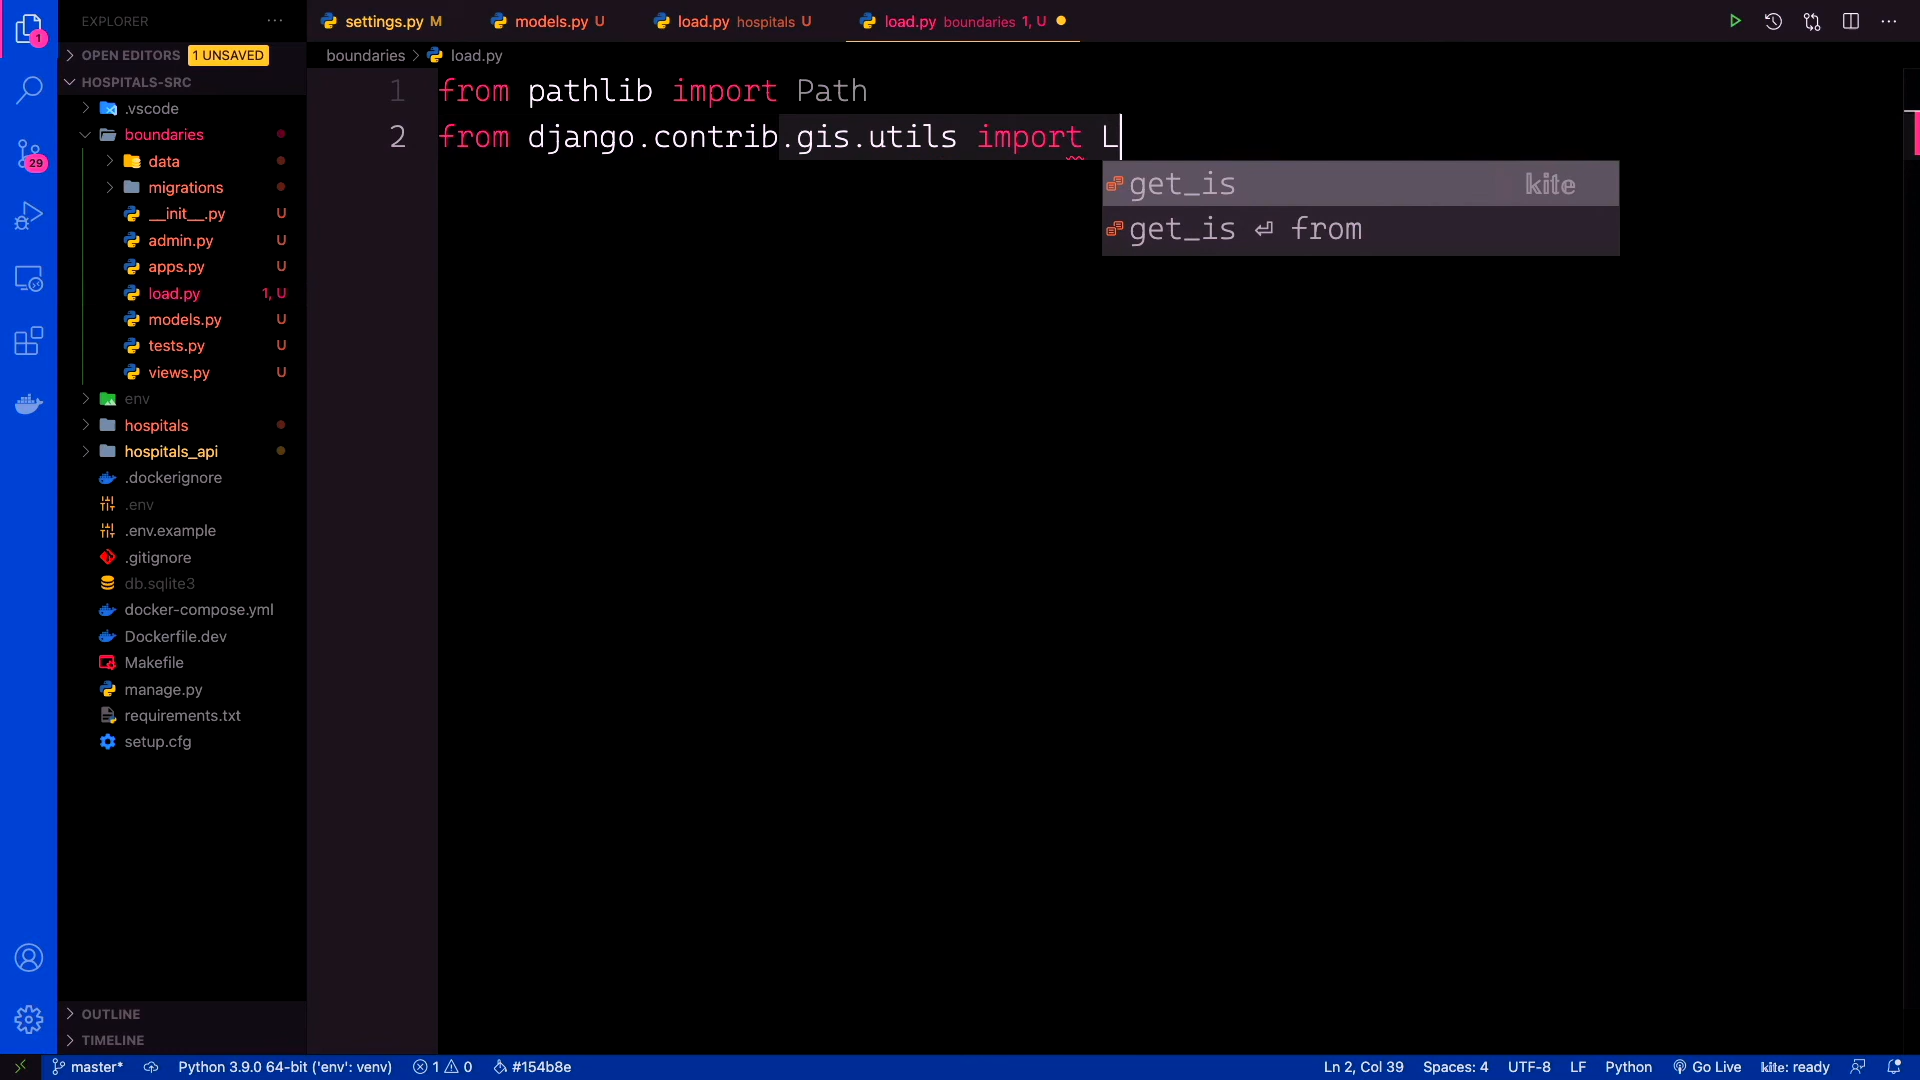 EXPLORER
OPEN EDITORS 1 UNSAVED
HOSPITALS-SRC
.vscode
boundaries
data
migrations
__init__.py U
admin.py U
apps.py U
load.py 1, U
models.py U
tests.py U
views.py U
env
hospitals
hospitals_api
.dockerignore
.env
.env.example
.gitignore
db.sqlite3
docker-compose.yml
Dockerfile.dev
Makefile
manage.py
requirements.txt
setup.cfg
OUTLINE
TIMELINE
1
29
settings.py M
models.py U
load.py hospitals U
load.py boundaries 1, U
boundaries > load.py
1 from pathlib import Path
2 from django.contrib.gis.utils import L
get_is kite
get_is ⏎ from
master* Python 3.9.0 64-bit ('env': venv) 1 0 #154b8e Ln 2, Col 39 Spaces: 4 UTF-8 LF Python Go Live kite: ready